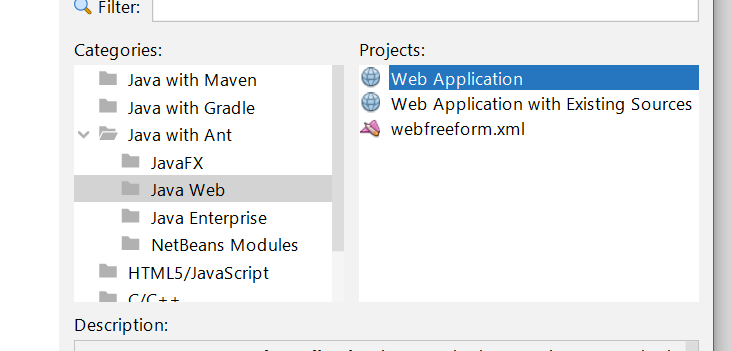 Filter:
Categories:
Projects:
Java with Maven
Java with Gradle
Java with Ant
JavaFX
Java Web
Java Enterprise
NetBeans Modules
HTML5/JavaScript
C/C++
Web Application
Web Application with Existing Sources
webfreeform.xml
Description: